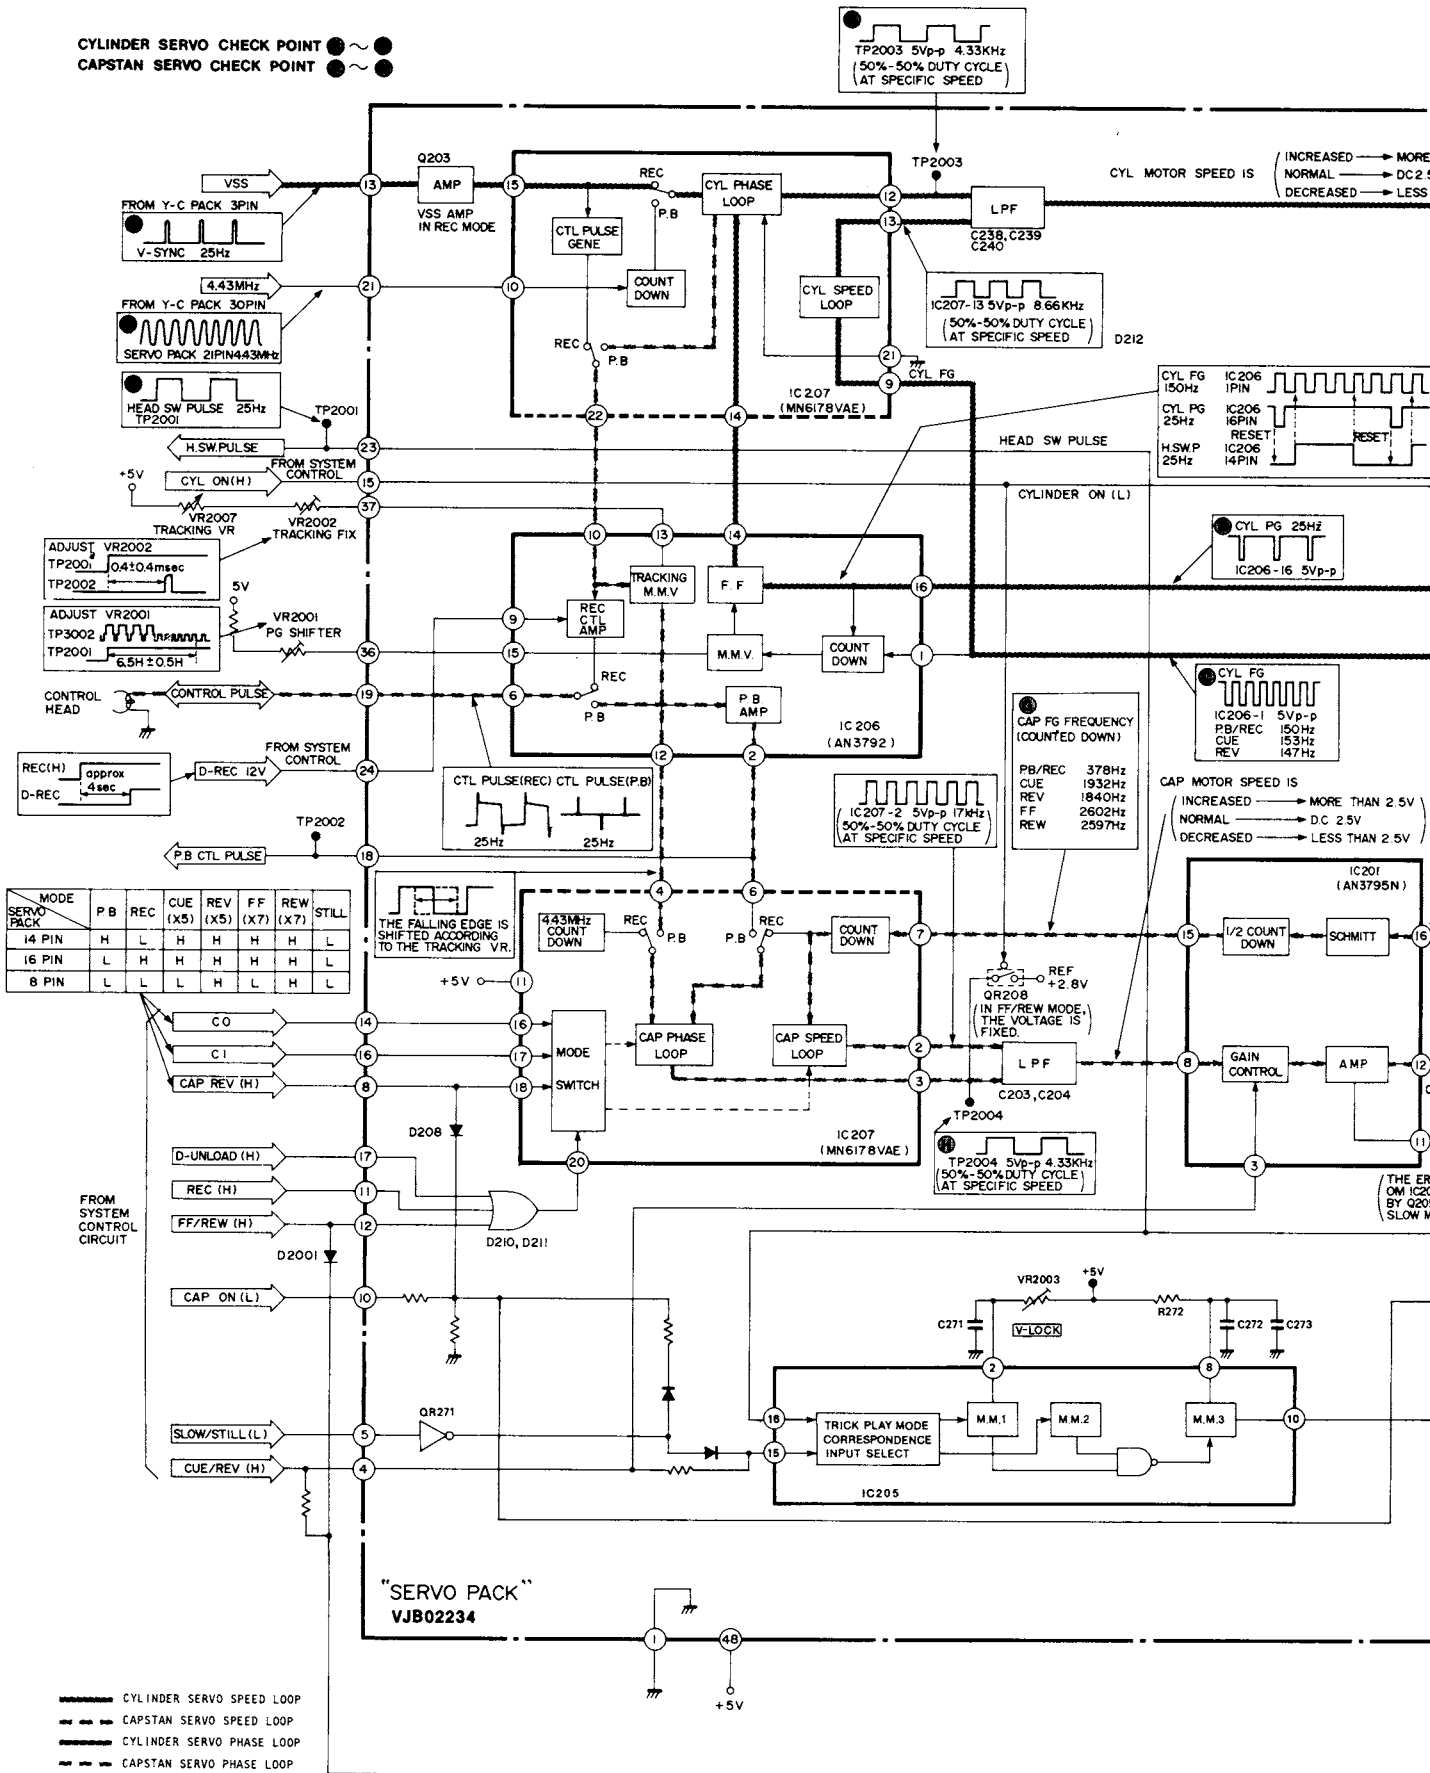 CYLINDER SERVO CHECK POINT ~
CAPSTAN SERVO CHECK POINT ~
TP2003 5Vp-p 4.33KHz
(50%-50% DUTY CYCLE
AT SPECIFIC SPEED)
TP2003
CYL MOTOR SPEED IS
INCREASED → MORE
NORMAL → DC2.5
DECREASED → LESS
VSS
13
Q203
AMP
VSS AMP
IN REC MODE
15
REC
P.B
CYL PHASE
LOOP
12
LPF
C238, C239
C240
13
FROM Y-C PACK 3PIN
V-SYNC 25Hz
CTL PULSE
GENE
4.43MHz
21
10
COUNT
DOWN
CYL SPEED
LOOP
IC207-13 5Vp-p 8.66KHz
(50%-50% DUTY CYCLE
AT SPECIFIC SPEED)
D212
FROM Y-C PACK 30PIN
SERVO PACK 21PIN443MHz
REC
P.B
21
CYL FG
9
IC207
(MN6178VAE)
22
14
HEAD SW PULSE 25Hz
TP2001
TP2001
CYL FG
150Hz
IC206
1PIN
CYL PG
25Hz
IC206
16PIN
RESET
RESET
H.SW.P
25Hz
IC206
14PIN
H.SW.PULSE
23
HEAD SW PULSE
+5V
FROM SYSTEM
CONTROL
CYL ON(H)
15
CYLINDER ON (L)
37
VR2007
TRACKING VR
VR2002
TRACKING FIX
10
13
14
CYL PG 25Hz
IC206-16 5Vp-p
ADJUST VR2002
TP2001
0.4±0.4msec
TP2002
TRACKING
M.M.V
F.F
16
5V
REC
CTL
AMP
9
ADJUST VR2001
TP3002
TP2001
6.5H±0.5H
VR2001
PG SHIFTER
36
15
M.M.V.
COUNT
DOWN
1
CYL FG
IC206-1 5Vp-p
P.B/REC 150Hz
CUE 153Hz
REV 147Hz
CONTROL
HEAD
CONTROL PULSE
19
6
REC
P.B
P.B
AMP
IC206
(AN3792)
12
2
CAP FG FREQUENCY
(COUNTED DOWN)
P.B/REC 378Hz
CUE 1932Hz
REV 1840Hz
FF 2602Hz
REW 2597Hz
REC(H)
approx
4sec
D-REC
FROM SYSTEM
CONTROL
D-REC 12V
24
CTL PULSE(REC) CTL PULSE(P.B)
25Hz 25Hz
IC207-2 5Vp-p 17kHz
(50%-50% DUTY CYCLE
AT SPECIFIC SPEED)
CAP MOTOR SPEED IS
INCREASED → MORE THAN 2.5V
NORMAL → D.C 2.5V
DECREASED → LESS THAN 2.5V
TP2002
P.B CTL PULSE
18
THE FALLING EDGE IS
SHIFTED ACCORDING
TO THE TRACKING VR.
4
6
IC201
(AN3795N)
MODE
SERVO PACK
P.B REC CUE (X5) REV (X5) FF (X7) REW (X7) STILL
14 PIN H L H H H H L
16 PIN L H H H H H L
8 PIN L L L H L H L
4.43MHz
COUNT
DOWN
REC
P.B
P.B
REC
COUNT
DOWN
7
15
1/2 COUNT
DOWN
SCHMITT
16
+5V
11
REF
+2.8V
QR208
(IN FF/REW MODE,
THE VOLTAGE IS
FIXED.)
C0
14
16
C1
16
17
CAP REV (H)
8
18
MODE
SWITCH
CAP PHASE
LOOP
CAP SPEED
LOOP
2
3
LPF
C203, C204
8
GAIN
CONTROL
AMP
12
TP2004
D208
IC207
(MN6178VAE)
TP2004 5Vp-p 4.33KHz
(50%-50% DUTY CYCLE
AT SPECIFIC SPEED)
11
3
D-UNLOAD (H)
17
20
REC (H)
11
FF/REW (H)
12
D2001
D210, D211
FROM
SYSTEM
CONTROL
CIRCUIT
(THE ER
OM IC20
BY Q20
SLOW M
CAP ON (L)
10
VR2003
+5V
R272
C271
V-LOCK
C272
C273
2
8
SLOW/STILL(L)
5
QR271
16
15
TRICK PLAY MODE
CORRESPONDENCE
INPUT SELECT
M.M.1
M.M.2
M.M.3
10
CUE/REV (H)
4
IC205
"SERVO PACK"
VJB02234
1
48
+5V
CYLINDER SERVO SPEED LOOP
CAPSTAN SERVO SPEED LOOP
CYLINDER SERVO PHASE LOOP
CAPSTAN SERVO PHASE LOOP